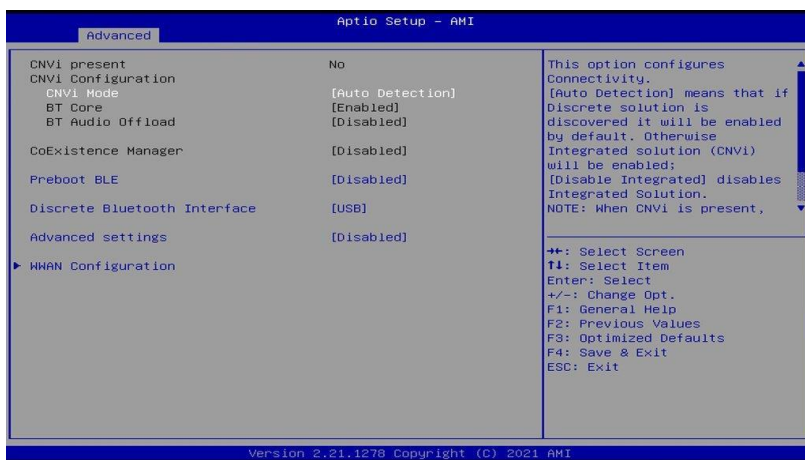 Aptio Setup – AMI
Advanced
CNVi present No
CNVi Configuration
CNVi Mode [Auto Detection]
BT Core [Enabled]
BT Audio Offload [Disabled]
CoExistence Manager [Disabled]
Preboot BLE [Disabled]
Discrete Bluetooth Interface [USB]
Advanced settings [Disabled]
WWAN Configuration
This option configures
Connectivity.
[Auto Detection] means that if
Discrete solution is
discovered it will be enabled
by default. Otherwise
Integrated solution (CNVi)
will be enabled;
[Disable Integrated] disables
Integrated Solution.
NOTE: When CNVi is present,
→←: Select Screen
↑↓: Select Item
Enter: Select
+/-: Change Opt.
F1: General Help
F2: Previous Values
F3: Optimized Defaults
F4: Save & Exit
ESC: Exit
Version 2.21.1278 Copyright (C) 2021 AMI